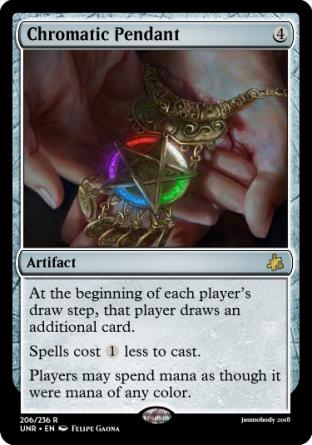 Chromatic Pendant 4
Artifact
At the beginning of each player's
draw step, that player draws an
additional card.
Spells cost 1 less to cast.
Players may spend mana as though it
were mana of any color.
206/236 R
UNR • EN Felipe Gaona
justnobody 2018